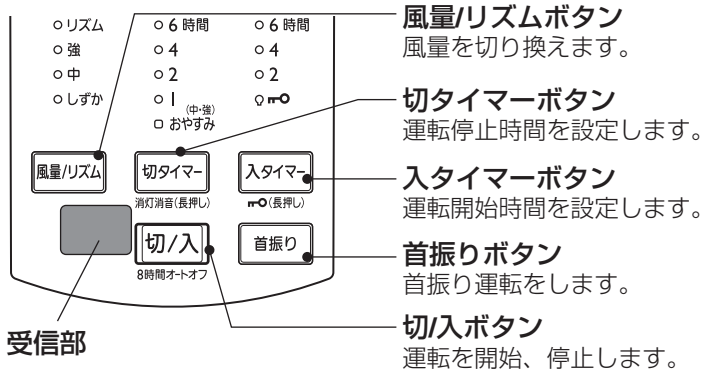 リズム
強
中
しずか
6時間
4
2
1
(中・強)
おやすみ
6時間
4
2
風量/リズム
切タイマー
入タイマー
消灯消音(長押し)
(長押し)
切/入
首振り
8時間オートオフ
受信部
風量/リズムボタン
風量を切り換えます。
切タイマーボタン
運転停止時間を設定します。
入タイマーボタン
運転開始時間を設定します。
首振りボタン
首振り運転をします。
切/入ボタン
運転を開始、停止します。